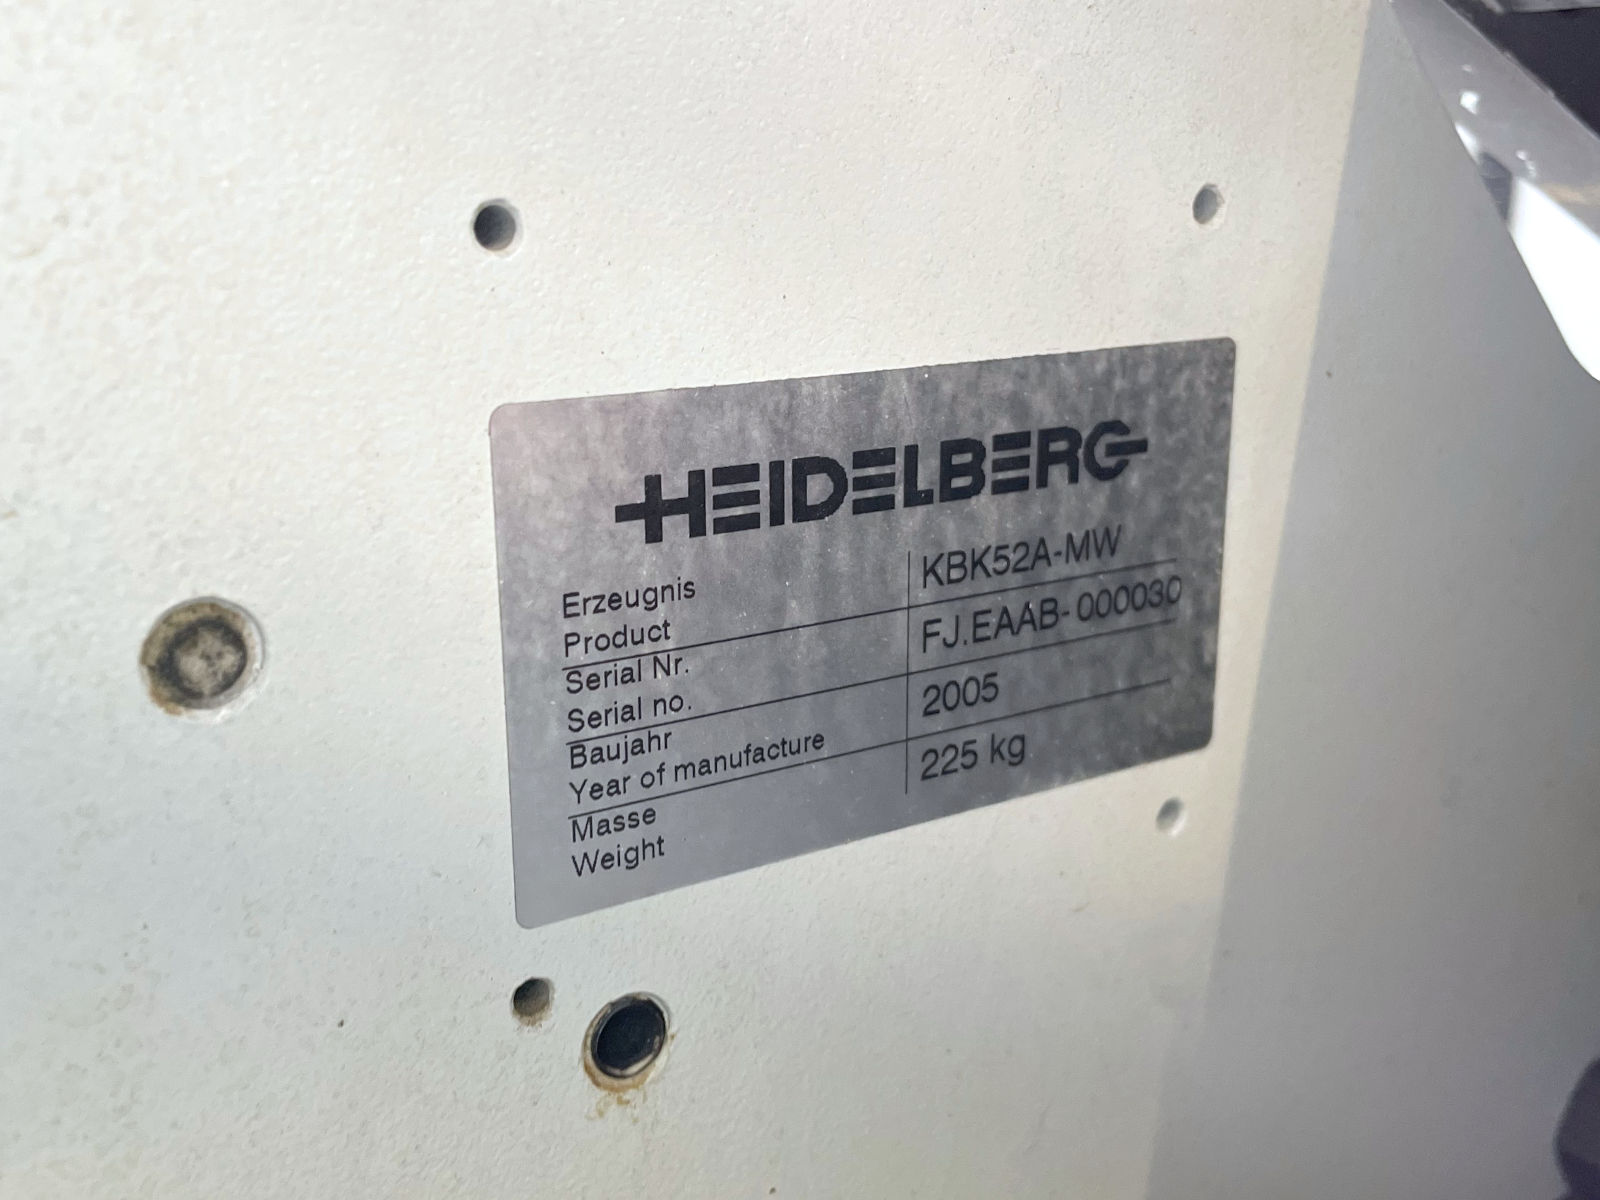 HEIDELBERG
Erzeugnis
Product
KBK52A-MW
Serial Nr.
Serial no.
FJ.EAAB-000030
Baujahr
Year of manufacture
2005
Masse
Weight
225 kg